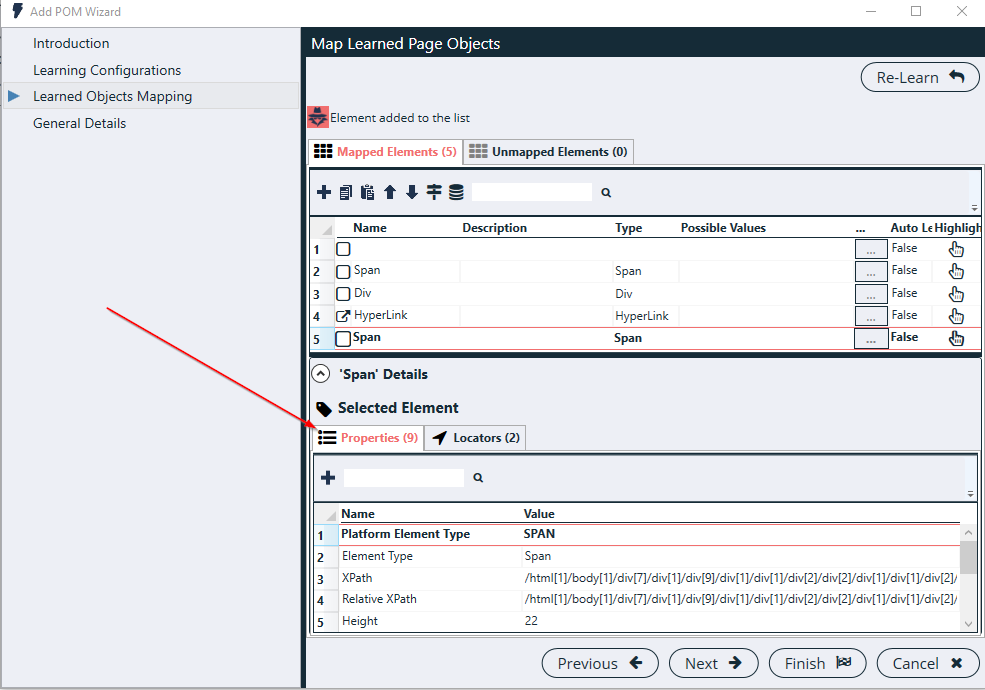 Add POM Wizard
Introduction
Learning Configurations
Learned Objects Mapping
General Details
Map Learned Page Objects
Re-Learn
Element added to the list
Mapped Elements (5) Unmapped Elements (0)
Name Description Type Possible Values ... Auto Le Highligh
1 ... False
2 Span Span ... False
3 Div Div ... False
4 HyperLink HyperLink ... False
5 Span Span ... False
'Span' Details
Selected Element
Properties (9) Locators (2)
Name Value
1 Platform Element Type SPAN
2 Element Type Span
3 XPath /html[1]/body[1]/div[7]/div[1]/div[9]/div[1]/div[1]/div[2]/div[2]/div[1]/div[1]/div[2]/
4 Relative XPath /html[1]/body[1]/div[7]/div[1]/div[9]/div[1]/div[1]/div[2]/div[2]/div[1]/div[1]/div[2]/
5 Height 22
Previous Next Finish Cancel